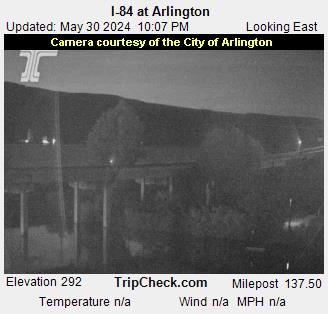 I-84 at Arlington
Updated: May 30 2024 10:07 PM Looking East
Camera courtesy of the City of Arlington
Elevation 292 TripCheck.com Milepost 137.50
Temperature n/a Wind n/a MPH n/a